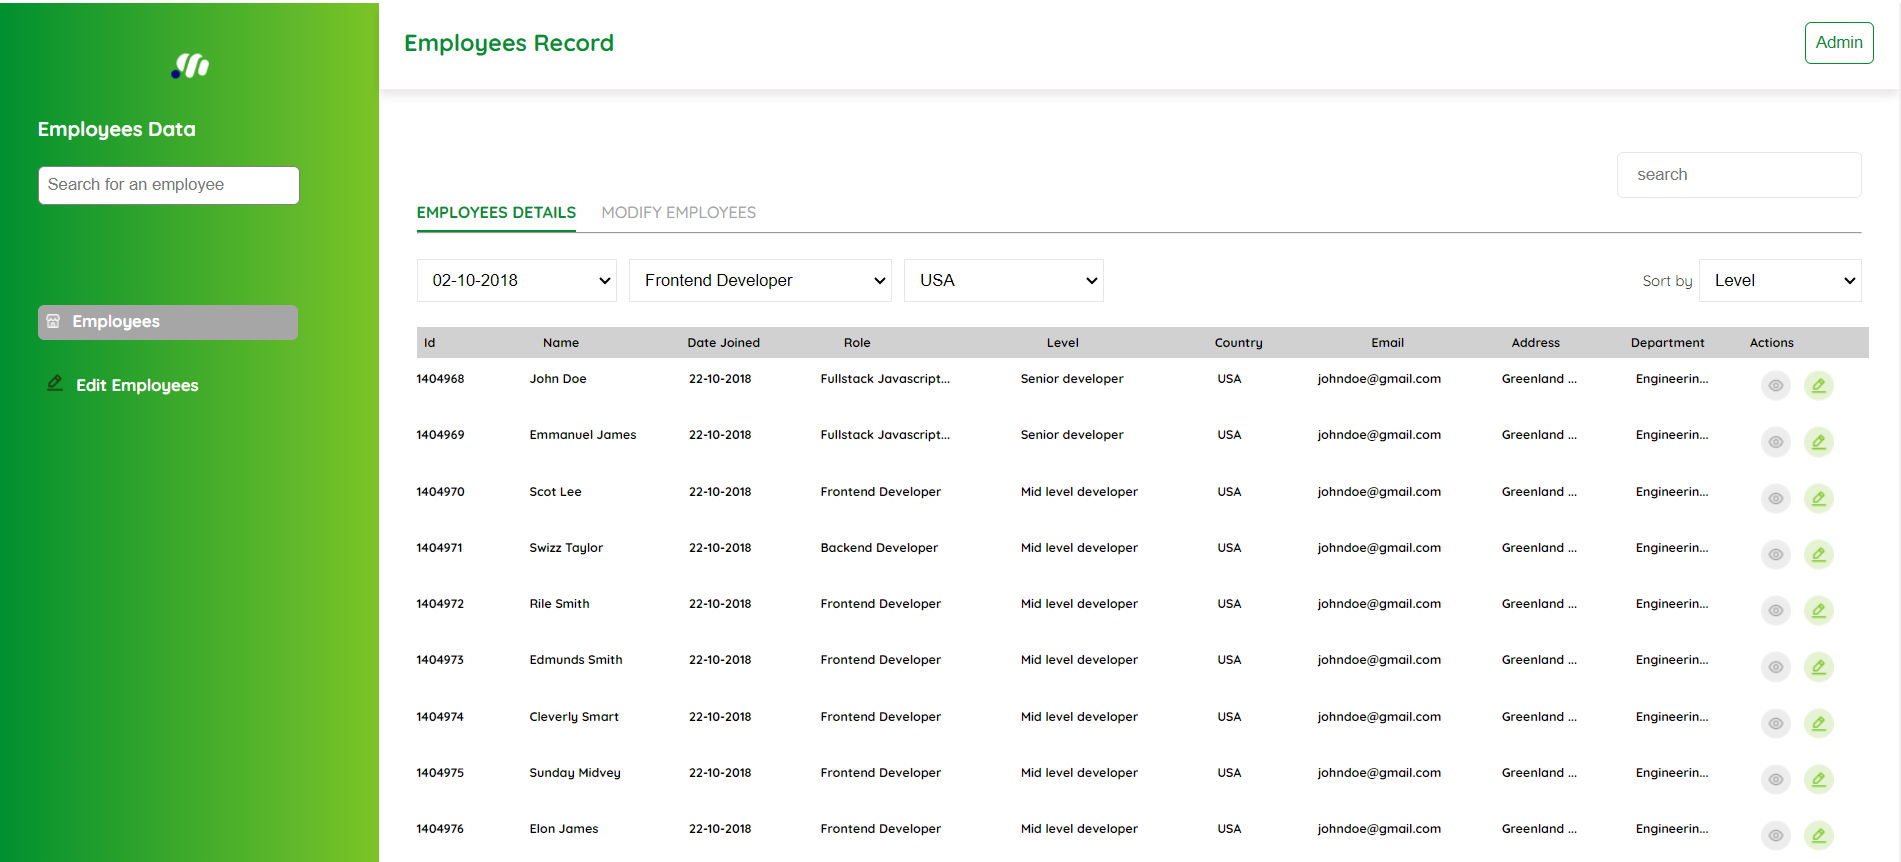 Employees Record
Admin
Employees Data
Search for an employee
Employees
Edit Employees
search
EMPLOYEES DETAILS MODIFY EMPLOYEES
02-10-2018 Frontend Developer USA Sort by Level
Id Name Date Joined Role Level Country Email Address Department Actions
1404968 John Doe 22-10-2018 Fullstack Javascript... Senior developer USA johndoe@gmail.com Greenland ... Engineerin...
1404969 Emmanuel James 22-10-2018 Fullstack Javascript... Senior developer USA johndoe@gmail.com Greenland ... Engineerin...
1404970 Scot Lee 22-10-2018 Frontend Developer Mid level developer USA johndoe@gmail.com Greenland ... Engineerin...
1404971 Swizz Taylor 22-10-2018 Backend Developer Mid level developer USA johndoe@gmail.com Greenland ... Engineerin...
1404972 Rile Smith 22-10-2018 Frontend Developer Mid level developer USA johndoe@gmail.com Greenland ... Engineerin...
1404973 Edmunds Smith 22-10-2018 Frontend Developer Mid level developer USA johndoe@gmail.com Greenland ... Engineerin...
1404974 Cleverly Smart 22-10-2018 Frontend Developer Mid level developer USA johndoe@gmail.com Greenland ... Engineerin...
1404975 Sunday Midvey 22-10-2018 Frontend Developer Mid level developer USA johndoe@gmail.com Greenland ... Engineerin...
1404976 Elon James 22-10-2018 Frontend Developer Mid level developer USA johndoe@gmail.com Greenland ... Engineerin...